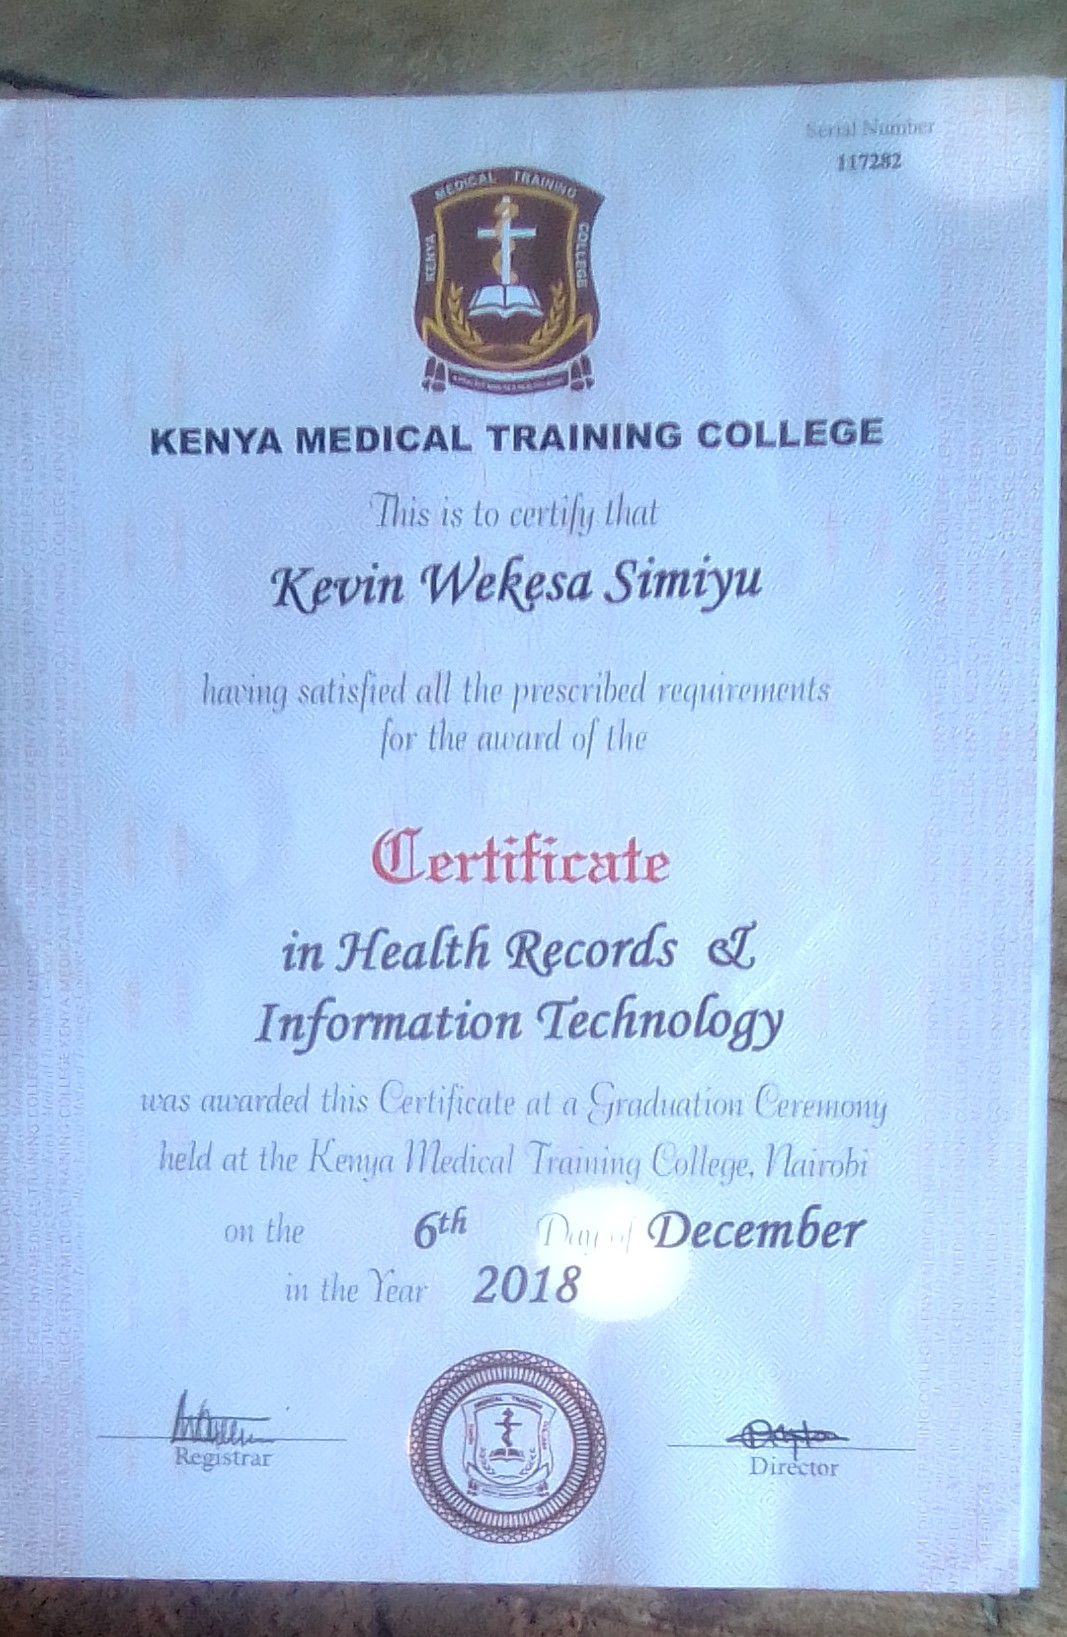 Serial Number
117282
KENYA MEDICAL TRAINING COLLEGE
KENYA MEDICAL TRAINING COLLEGE
This is to certify that
Kevin Wekesa Simiyu
having satisfied all the prescribed requirements
for the award of the
Certificate
in Health Records &
Information Technology
was awarded this Certificate at a Graduation Ceremony
held at the Kenya Medical Training College, Nairobi
on the 6th Day of December
in the Year 2018
Registrar
Director